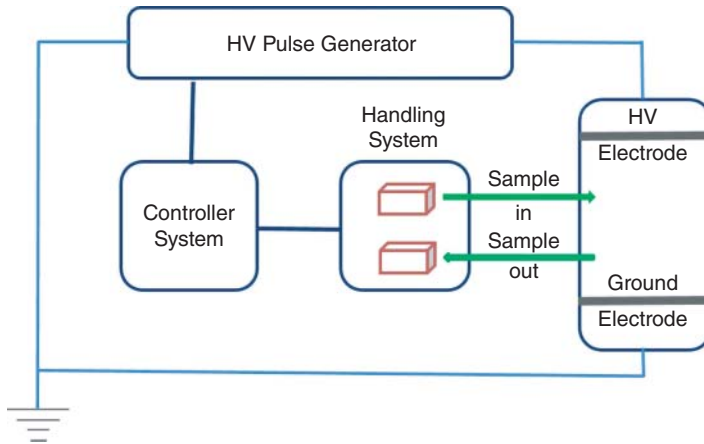 HV Pulse Generator
Handling
System
HV
Electrode
Controller
System
Sample
in
Sample
out
Ground
Electrode